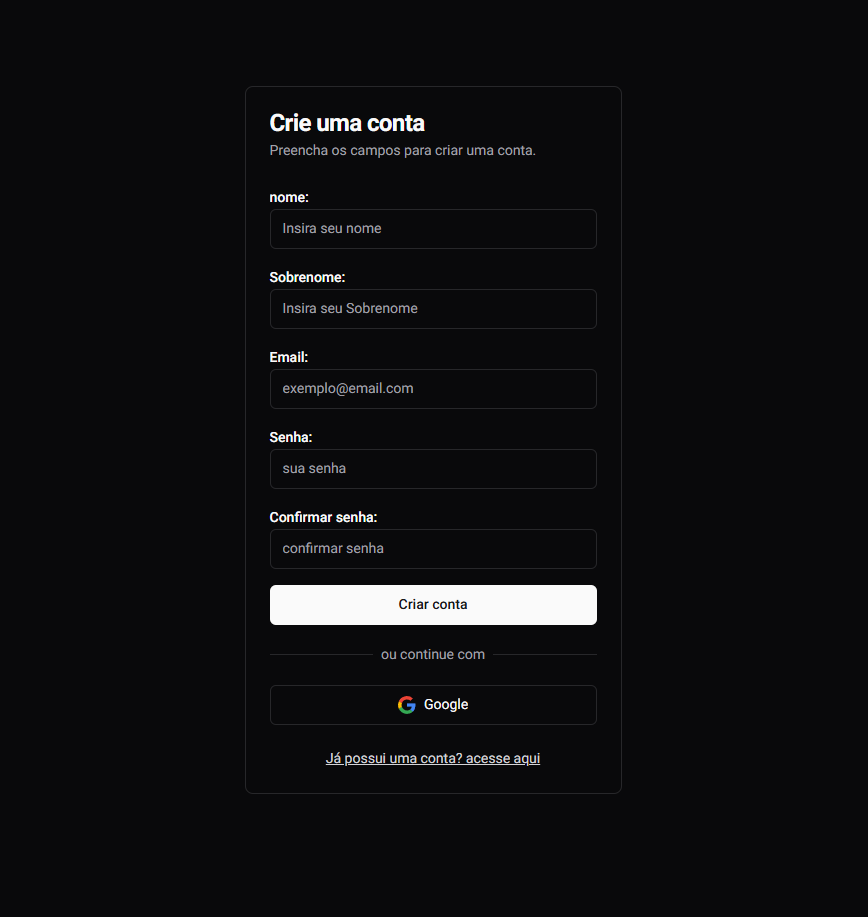 Crie uma conta
Preencha os campos para criar uma conta.
nome:
Insira seu nome
Sobrenome:
Insira seu Sobrenome
Email:
exemplo@email.com
Senha:
sua senha
Confirmar senha:
confirmar senha
Criar conta
ou continue com
Google
Já possui uma conta? acesse aqui